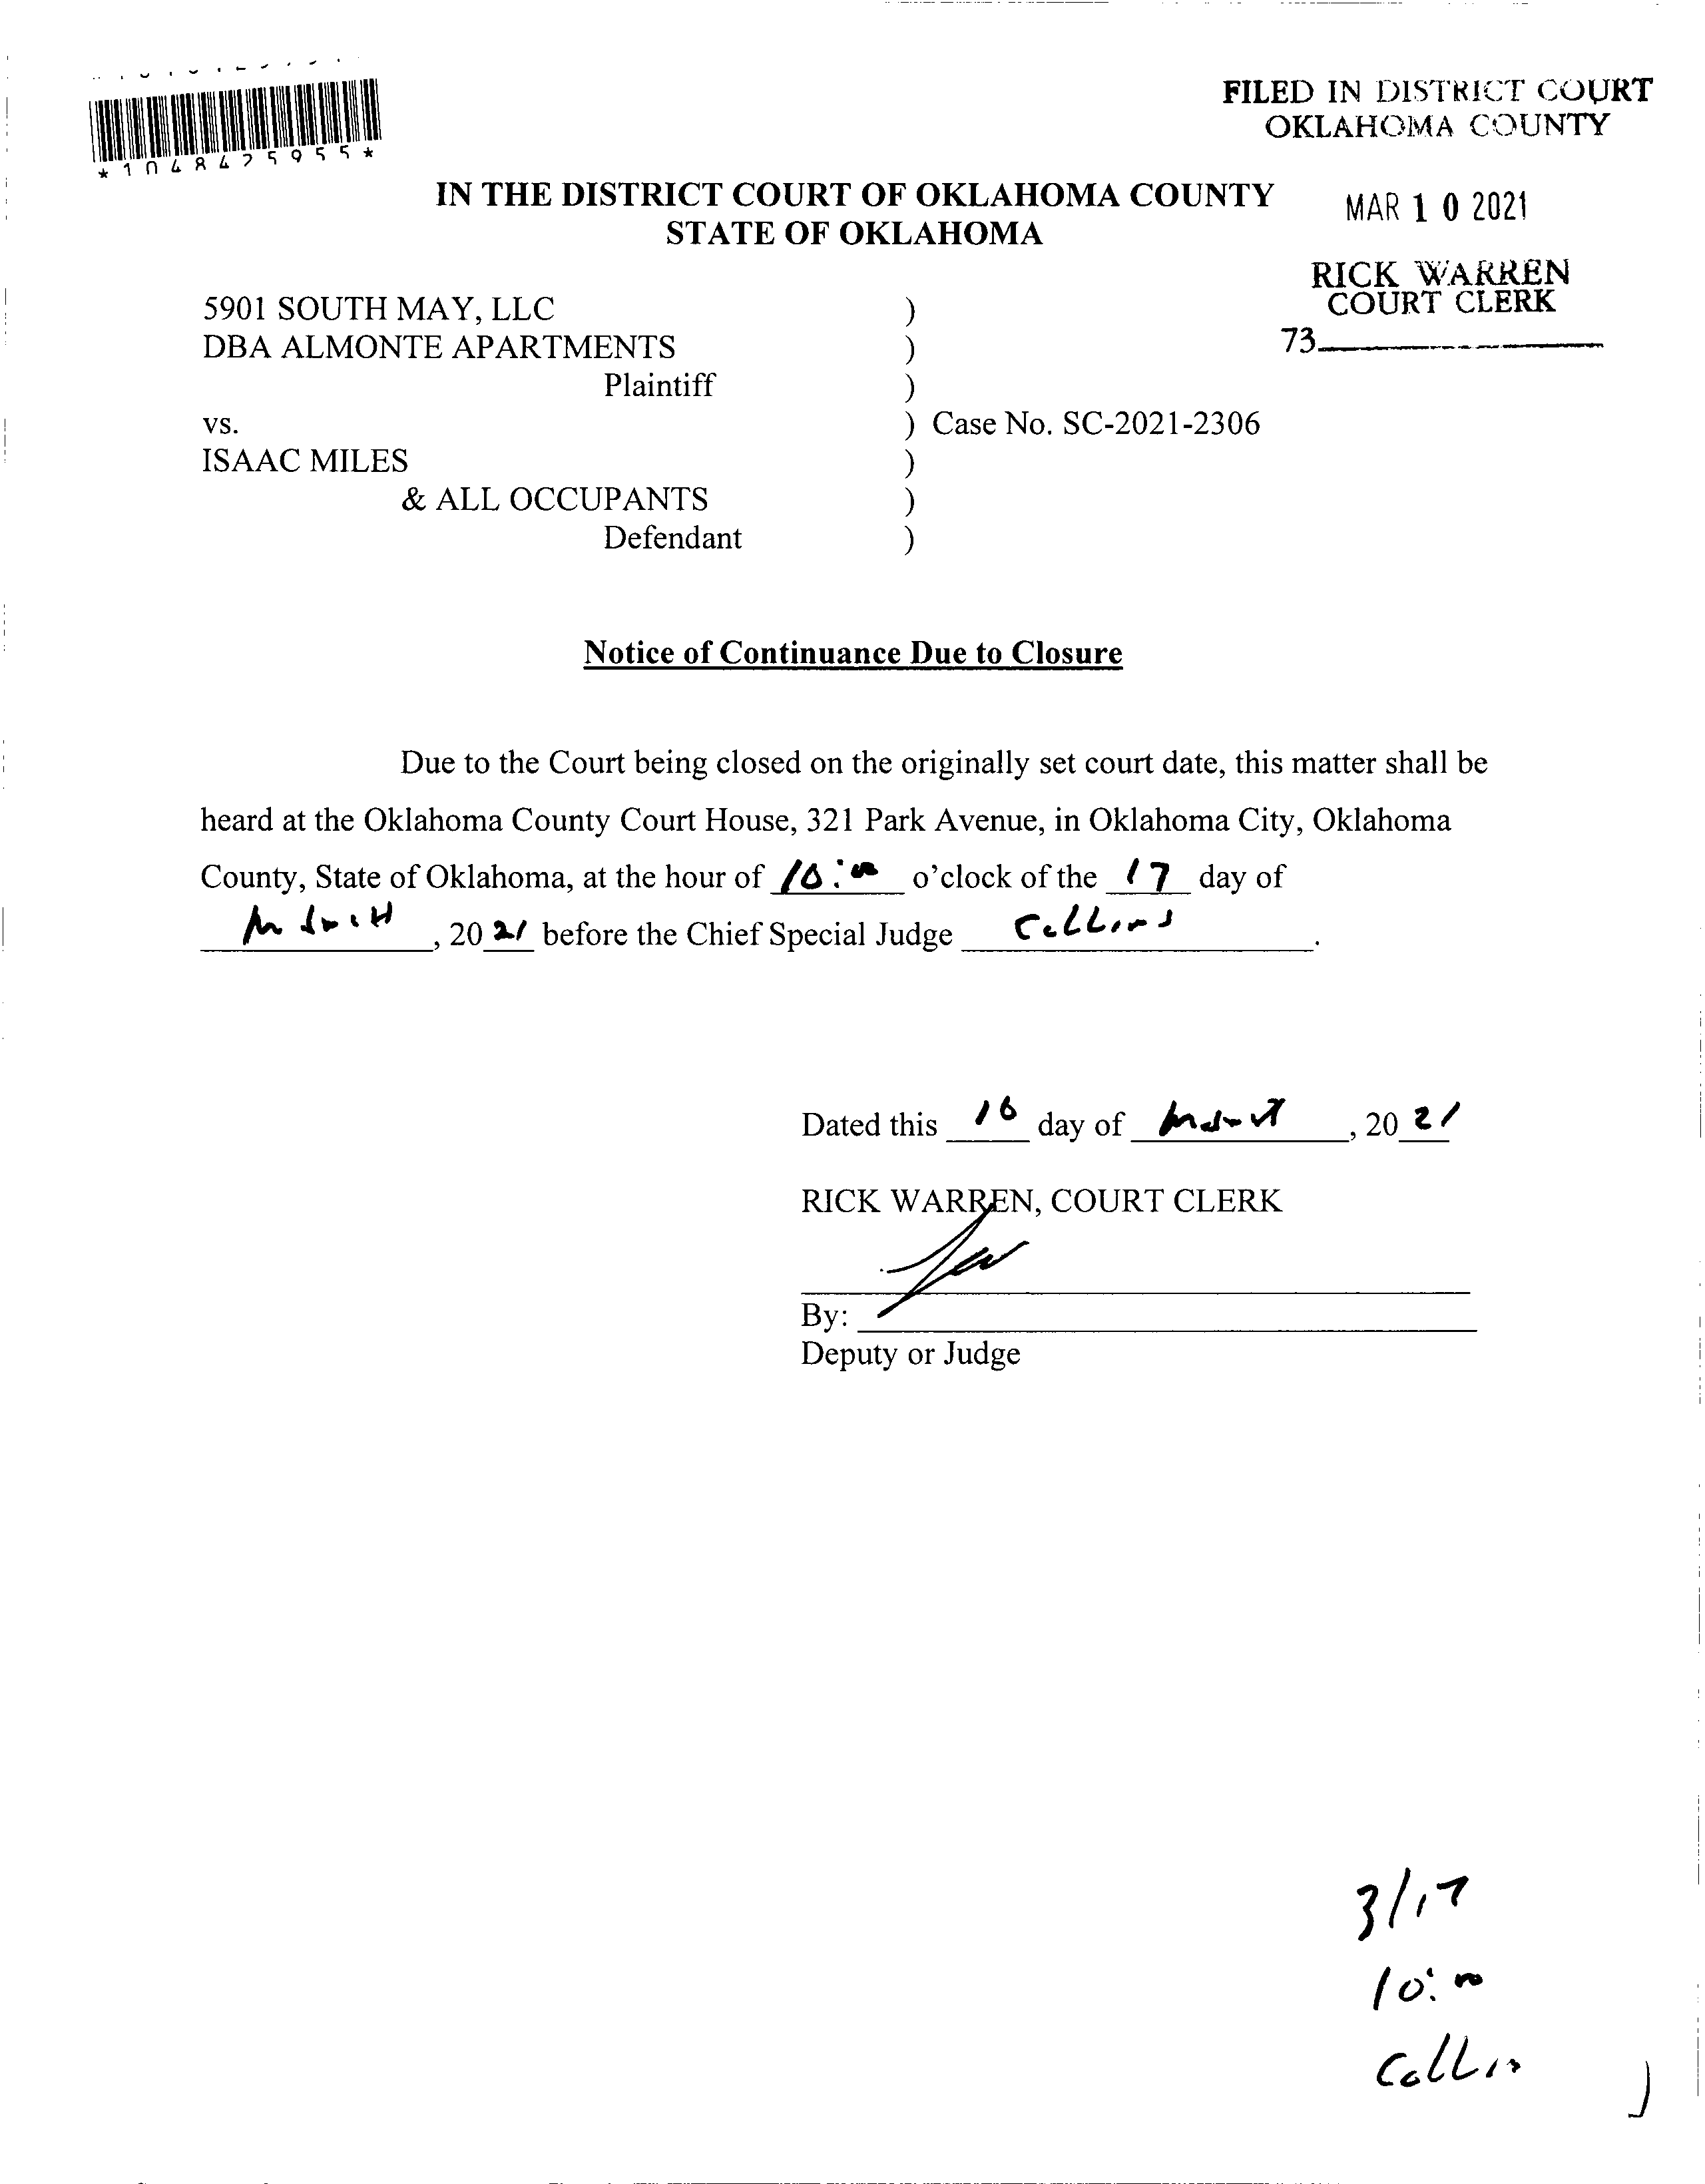 *1048425955*
FILED IN DISTRICT COURT
OKLAHOMA COUNTY
MAR 10 2021
RICK WARREN
COURT CLERK
73
IN THE DISTRICT COURT OF OKLAHOMA COUNTY
STATE OF OKLAHOMA
5901 SOUTH MAY, LLC )
DBA ALMONTE APARTMENTS )
Plaintiff )
vs. ) Case No. SC-2021-2306
ISAAC MILES )
& ALL OCCUPANTS )
Defendant )
Notice of Continuance Due to Closure
Due to the Court being closed on the originally set court date, this matter shall be
heard at the Oklahoma County Court House, 321 Park Avenue, in Oklahoma City, Oklahoma
County, State of Oklahoma, at the hour of 10:00 o'clock of the 17 day of
March, 2021 before the Chief Special Judge Collins.
Dated this 10 day of March, 2021
RICK WARREN, COURT CLERK
By:
Deputy or Judge
3/17
10:00
Collins